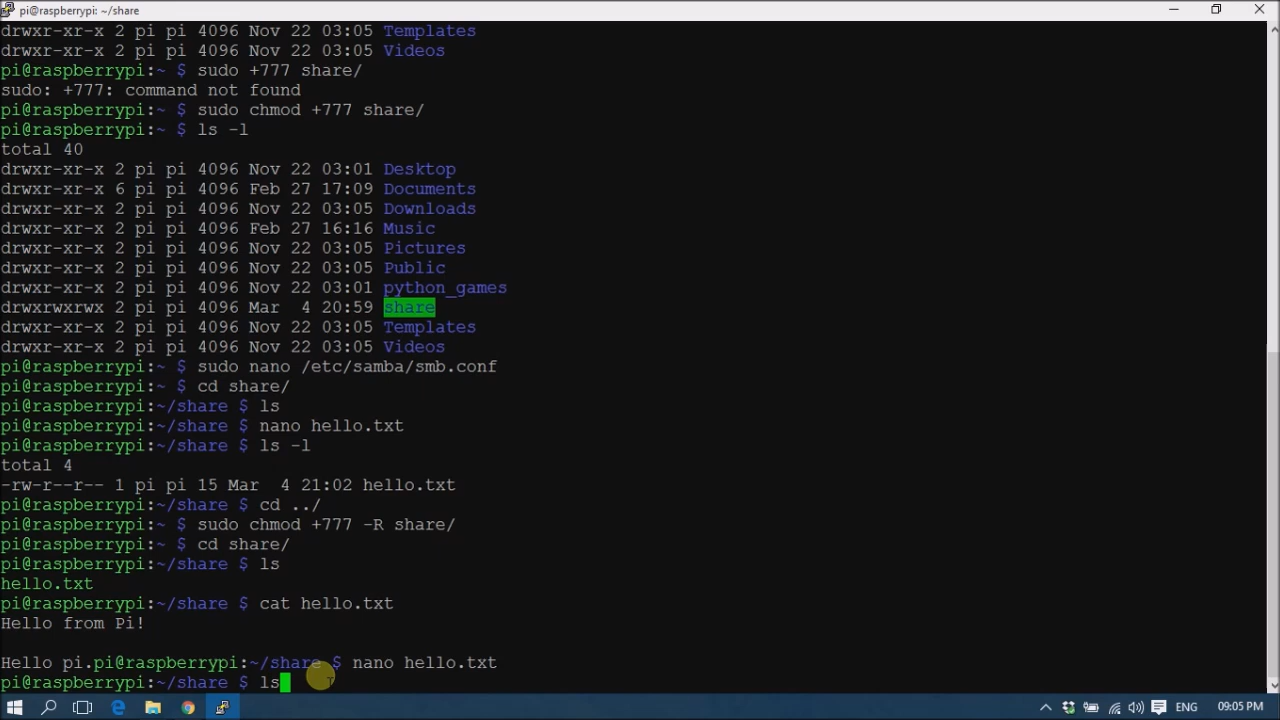 pi@raspberrypi: ~/share
drwxr-xr-x 2 pi pi 4096 Nov 22 03:05 Templates
drwxr-xr-x 2 pi pi 4096 Nov 22 03:05 Videos
pi@raspberrypi:~ $ sudo +777 share/
sudo: +777: command not found
pi@raspberrypi:~ $ sudo chmod +777 share/
pi@raspberrypi:~ $ ls -l
total 40
drwxr-xr-x 2 pi pi 4096 Nov 22 03:01 Desktop
drwxr-xr-x 6 pi pi 4096 Feb 27 17:09 Documents
drwxr-xr-x 2 pi pi 4096 Nov 22 03:05 Downloads
drwxr-xr-x 2 pi pi 4096 Feb 27 16:16 Music
drwxr-xr-x 2 pi pi 4096 Nov 22 03:05 Pictures
drwxr-xr-x 2 pi pi 4096 Nov 22 03:05 Public
drwxr-xr-x 2 pi pi 4096 Nov 22 03:01 python_games
drwxrwxrwx 2 pi pi 4096 Mar  4 20:59 share
drwxr-xr-x 2 pi pi 4096 Nov 22 03:05 Templates
drwxr-xr-x 2 pi pi 4096 Nov 22 03:05 Videos
pi@raspberrypi:~ $ sudo nano /etc/samba/smb.conf
pi@raspberrypi:~ $ cd share/
pi@raspberrypi:~/share $ ls
pi@raspberrypi:~/share $ nano hello.txt
pi@raspberrypi:~/share $ ls -l
total 4
-rw-r--r-- 1 pi pi 15 Mar  4 21:02 hello.txt
pi@raspberrypi:~/share $ cd ../
pi@raspberrypi:~ $ sudo chmod +777 -R share/
pi@raspberrypi:~ $ cd share/
pi@raspberrypi:~/share $ ls
hello.txt
pi@raspberrypi:~/share $ cat hello.txt
Hello from Pi!
Hello pi.pi@raspberrypi:~/share $ nano hello.txt
pi@raspberrypi:~/share $ ls
ENG 09:05 PM